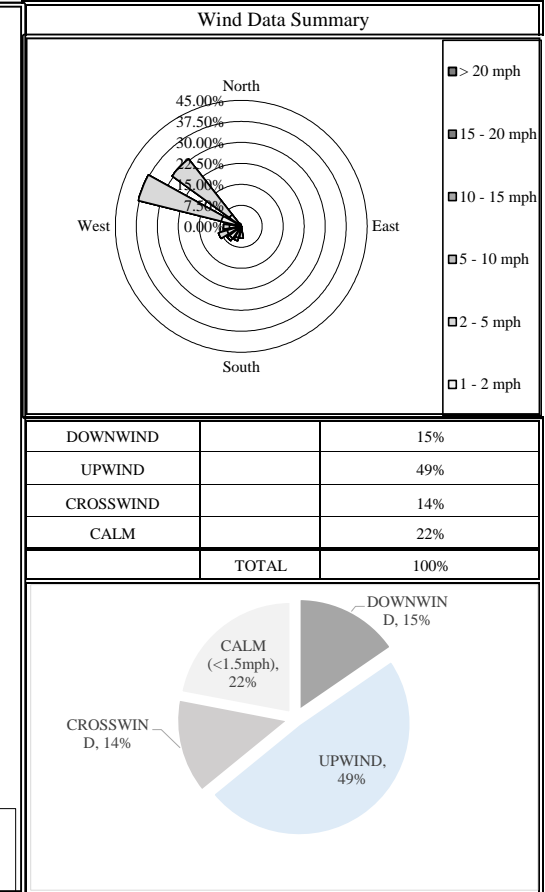 Wind Data Summary
North
45.00%
37.50%
30.00%
22.50%
15.00%
7.50%
0.00%
West
East
South
> 20 mph
15 - 20 mph
10 - 15 mph
5 - 10 mph
2 - 5 mph
1 - 2 mph
DOWNWIND 15%
UPWIND 49%
CROSSWIND 14%
CALM 22%
TOTAL 100%
DOWNWIN
D, 15%
CALM
(<1.5mph),
22%
CROSSWIN
D, 14%
UPWIND,
49%